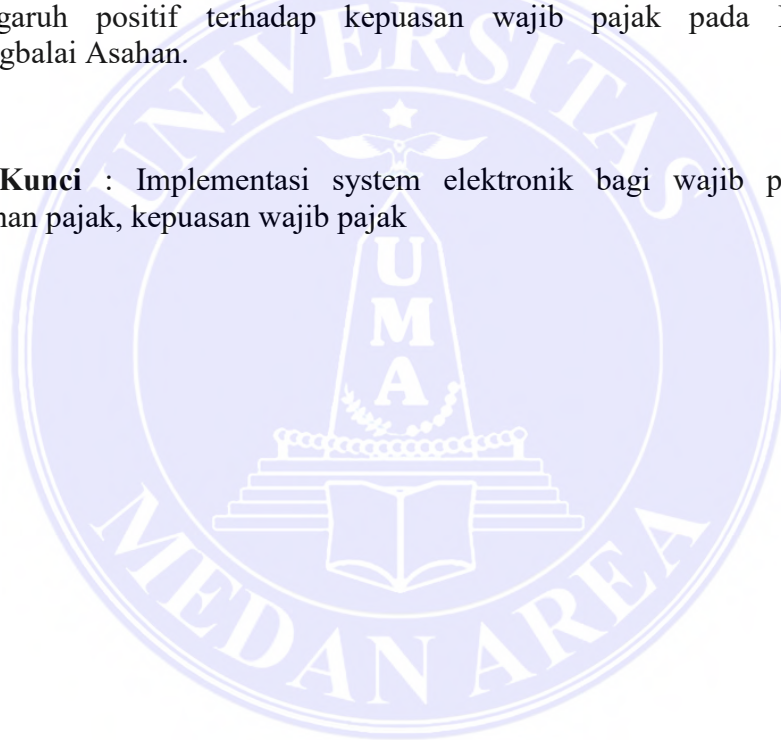 garuh positif terhadap kepuasan wajib pajak pada
gbalai Asahan.
Kunci : Implementasi system elektronik bagi wajib p
nan pajak, kepuasan wajib pajak
UNIVERSITAS
UMA
MEDAN AREA